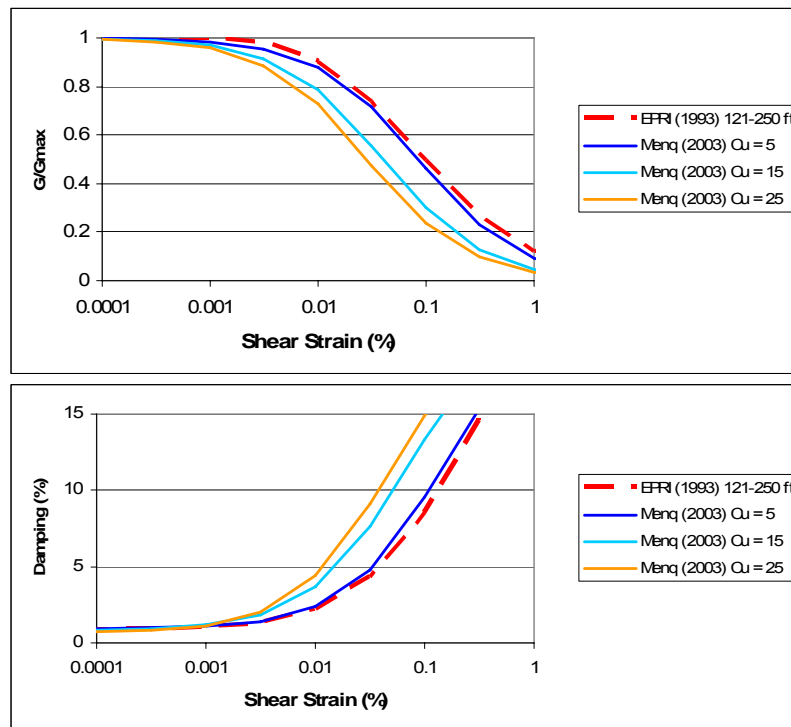 1
0.8
0.6
0.4
0.2
0
G/Gmax
0.0001 0.001 0.01 0.1 1
Shear Strain (%)
EPRI (1993) 121-250 ft
Menq (2003) Cu = 5
Menq (2003) Cu = 15
Menq (2003) Cu = 25
15
10
5
0
Damping (%)
0.0001 0.001 0.01 0.1 1
Shear Strain (%)
EPRI (1993) 121-250 ft
Menq (2003) Cu = 5
Menq (2003) Cu = 15
Menq (2003) Cu = 25